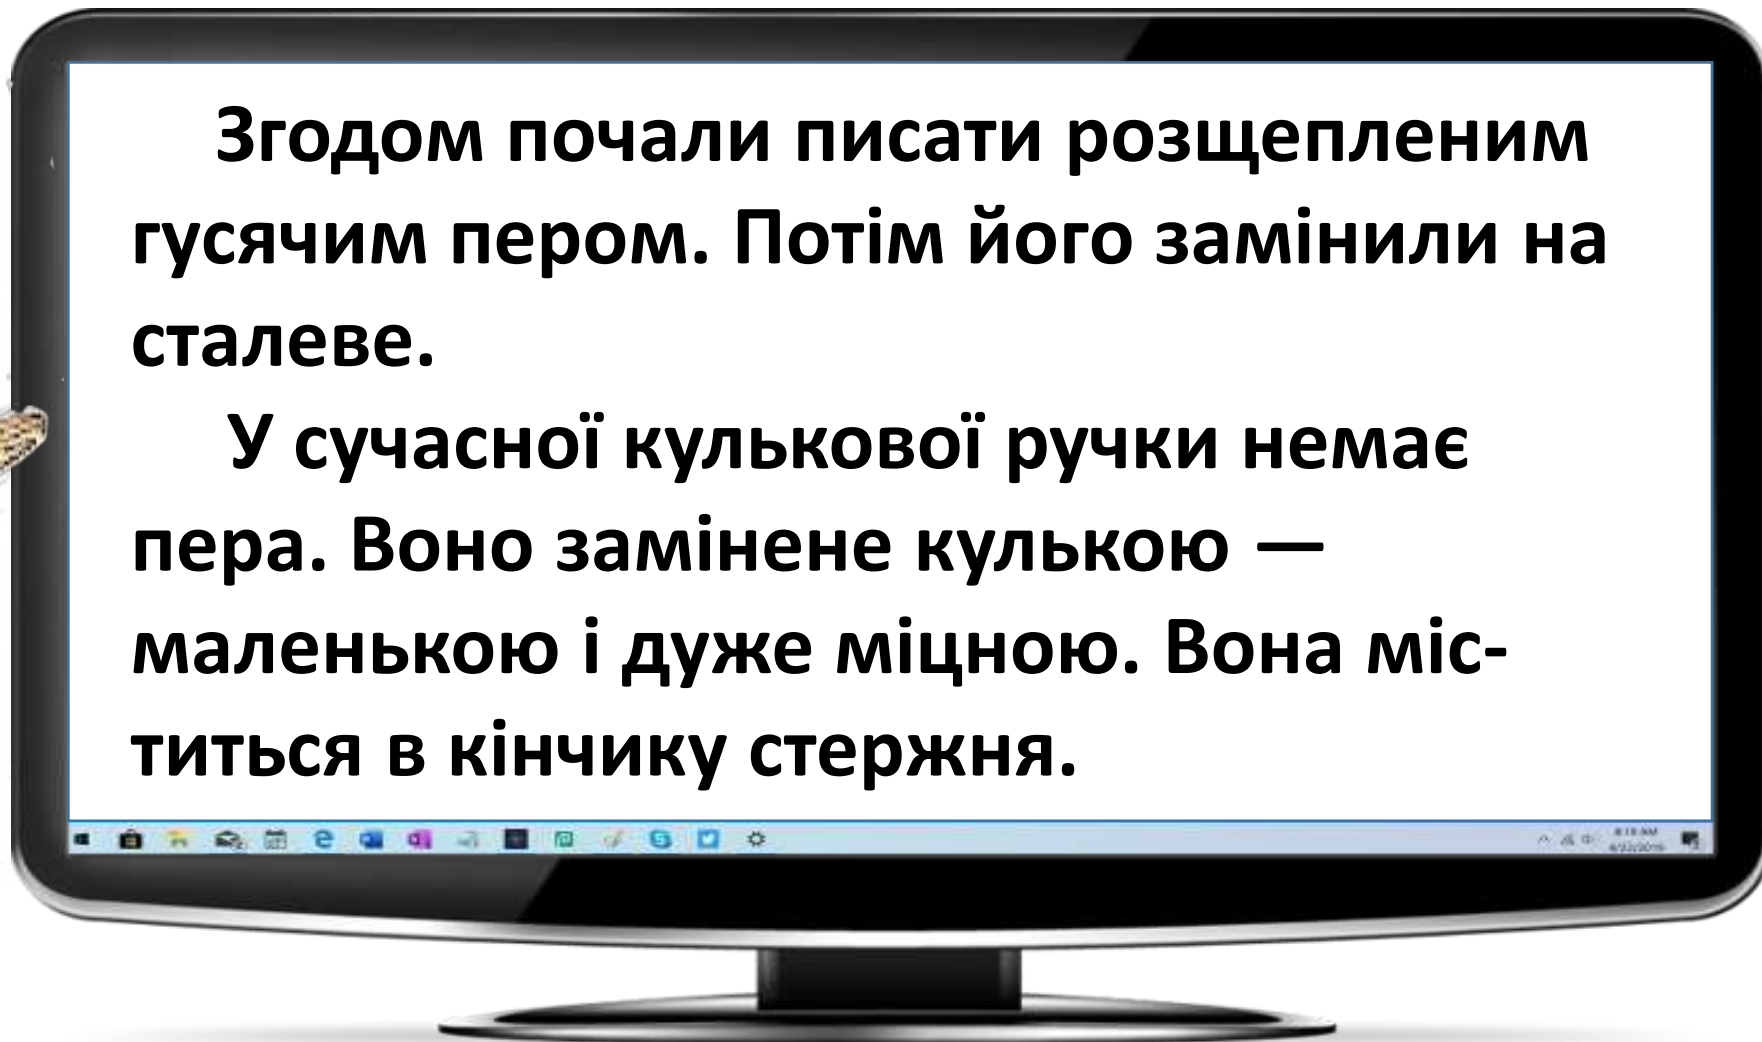 Згодом почали писати розщепленим
гусячим пером. Потім його замінили на
сталеве.
У сучасної кулькової ручки немає
пера. Воно замінене кулькою —
маленькою і дуже міцною. Вона міс-
титься в кінчику стержня.